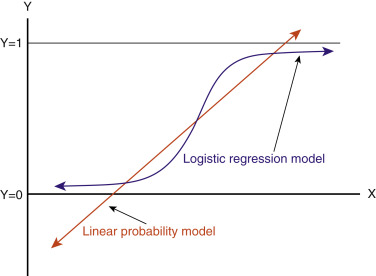 Y
Y=1
Logistic regression model
Y=0
X
Linear probability model